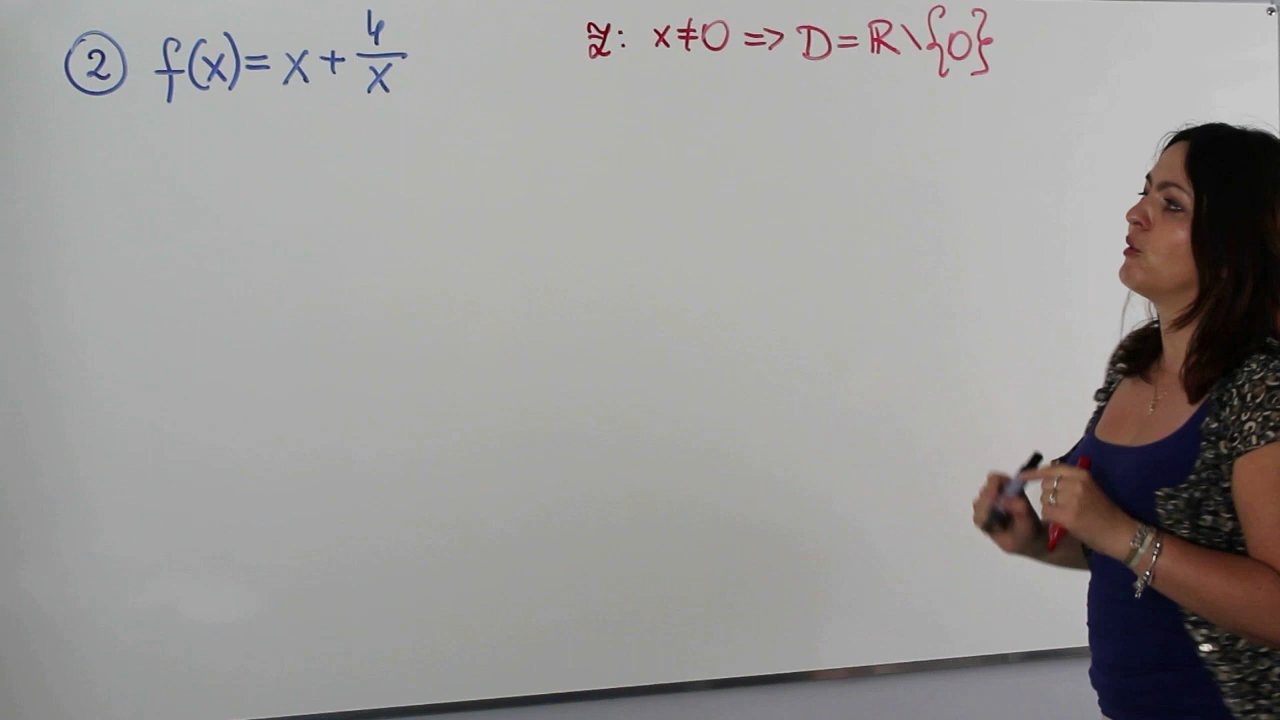 ② f(x) = x + 4/x
Z: x ≠ 0 => D = ℝ \ {0}